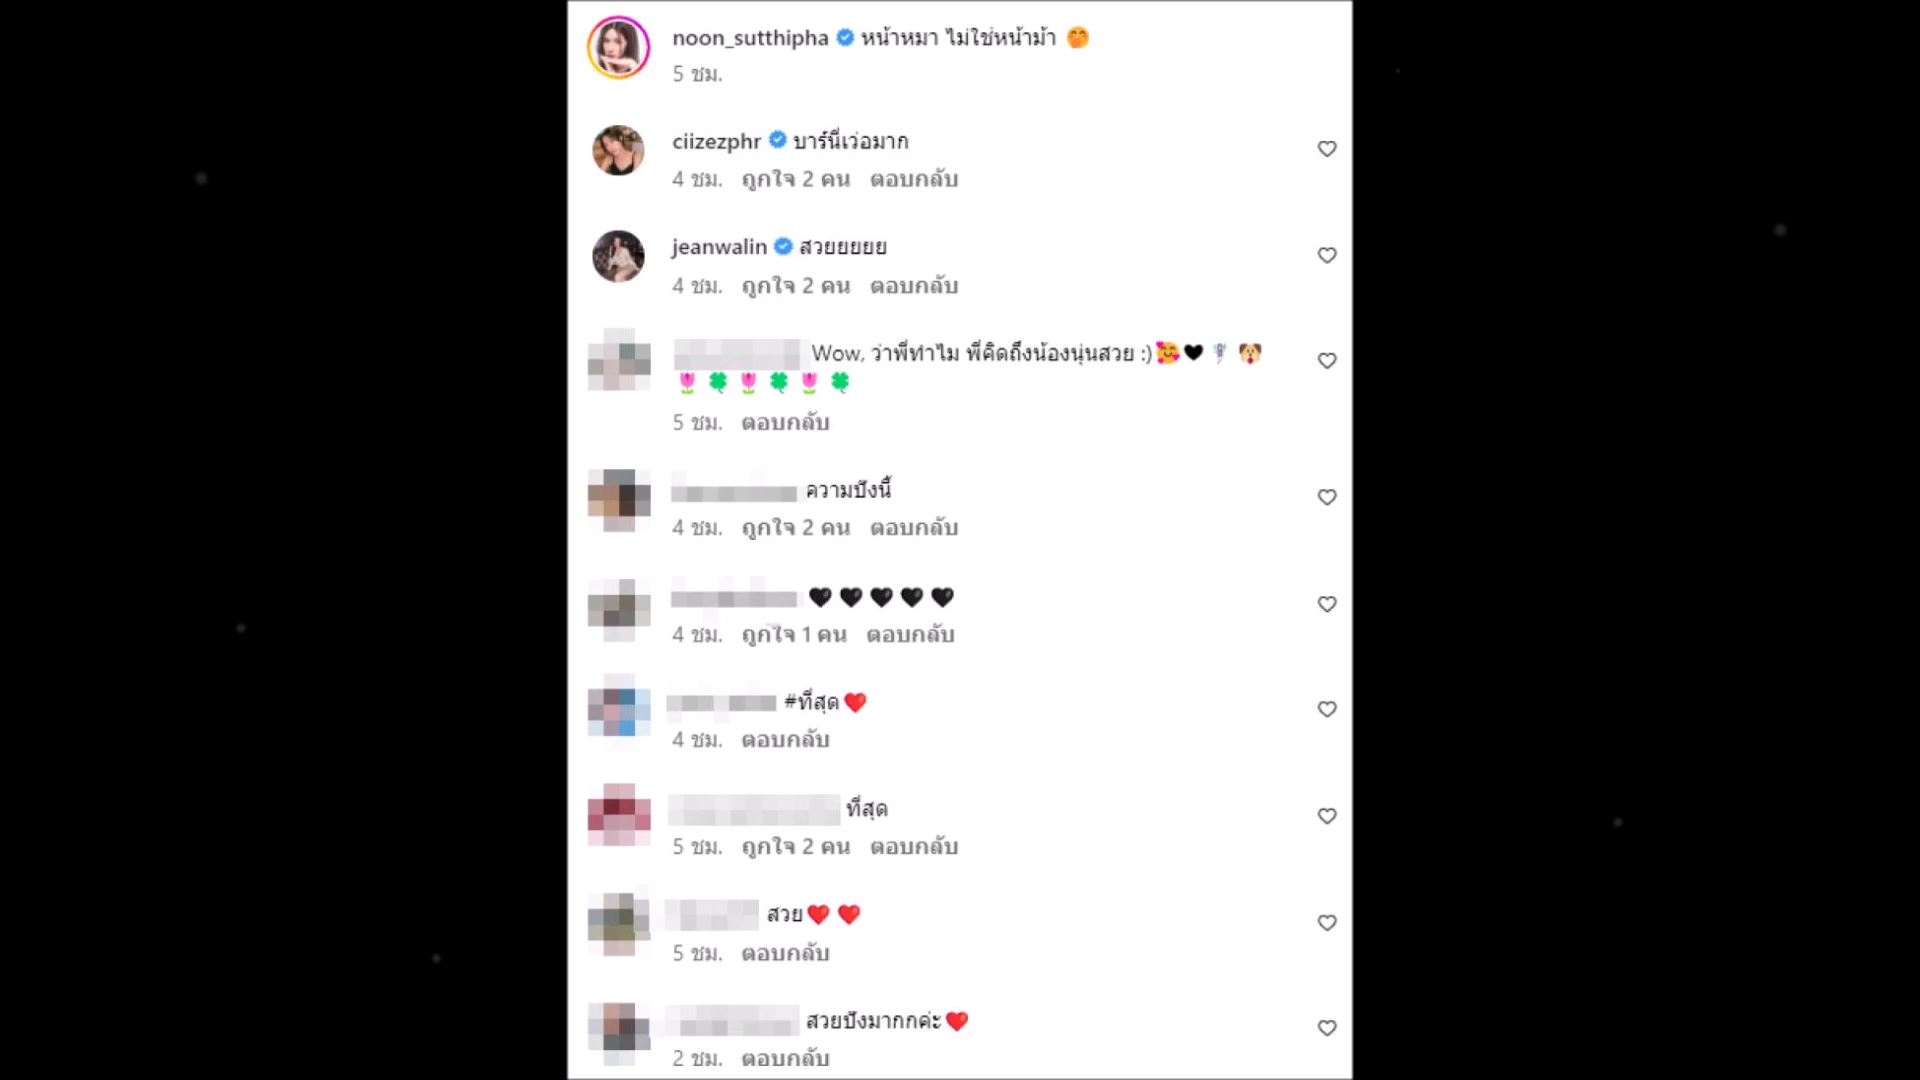 noon_sutthipha หน้าหมา ไม่ใช่หน้าม้า 🤭
5 ชม.
ciizezphr บาร์นี่เว่อมาก
4 ชม. ถูกใจ 2 คน ตอบกลับ
jeanwalin สวยยยยย
4 ชม. ถูกใจ 2 คน ตอบกลับ
Wow, ว่าพี่ทำไม พี่คิดถึงน้องนุ่นสวย :)🥰🖤🧚🐶
🌷🍀🌷🍀🌷🍀
5 ชม. ตอบกลับ
ความปังนี้
4 ชม. ถูกใจ 2 คน ตอบกลับ
🖤🖤🖤🖤🖤
4 ชม. ถูกใจ 1 คน ตอบกลับ
#ที่สุด❤️
4 ชม. ตอบกลับ
ที่สุด
5 ชม. ถูกใจ 2 คน ตอบกลับ
สวย❤️❤️
5 ชม. ตอบกลับ
สวยปังมากกค่ะ❤️
2 ชม. ตอบกลับ